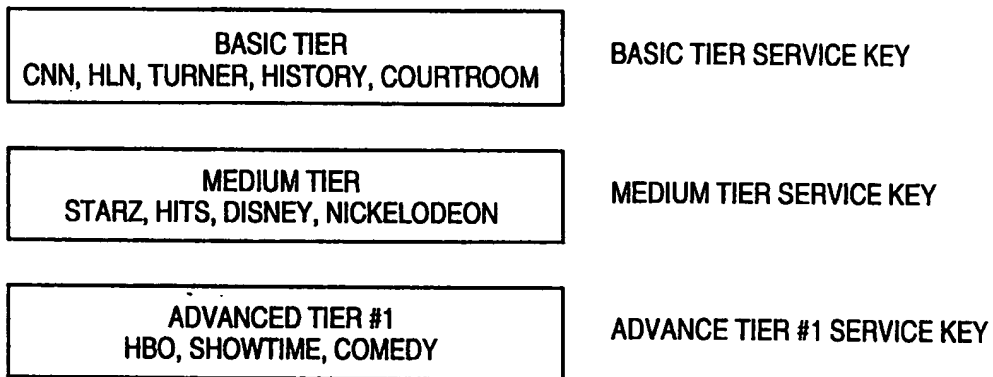 BASIC TIER
CNN, HLN, TURNER, HISTORY, COURTROOM
BASIC TIER SERVICE KEY
MEDIUM TIER
STARZ, HITS, DISNEY, NICKELODEON
MEDIUM TIER SERVICE KEY
ADVANCED TIER #1
HBO, SHOWTIME, COMEDY
ADVANCE TIER #1 SERVICE KEY